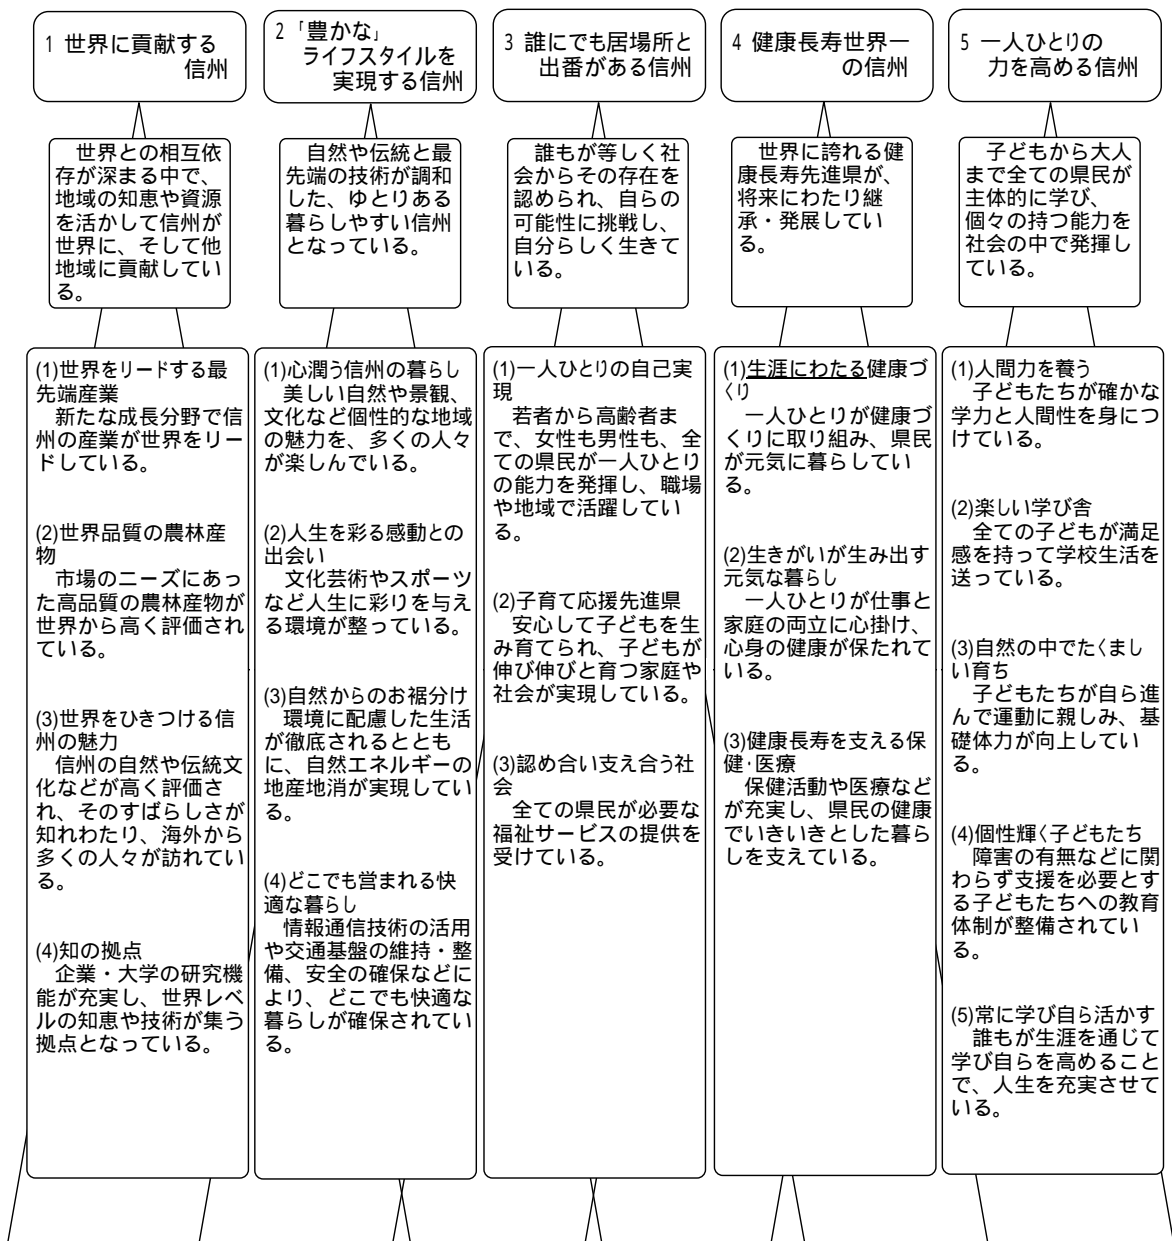 1 世界に貢献する
信州
世界との相互依
存が深まる中で、
地域の知恵や資源
を活かして信州が
世界に、そして他
地域に貢献してい
る。
(1)世界をリードする最
先端産業
新たな成長分野で信
州の産業が世界をリー
ドしている。
(2)世界品質の農林産
物
市場のニーズにあっ
た高品質の農林産物が
世界から高く評価され
ている。
(3)世界をひきつける信
州の魅力
信州の自然や伝統文
化などが高く評価さ
れ、そのすばらしさが
知れわたり、海外から
多くの人々が訪れてい
る。
(4)知の拠点
企業・大学の研究機
能が充実し、世界レベ
ルの知恵や技術が集う
拠点となっている。
2「豊かな」
ライフスタイルを
実現する信州
自然や伝統と最
先端の技術が調和
した、ゆとりある
暮らしやすい信州
となっている。
(1)心潤う信州の暮らし
美しい自然や景観、
文化など個性的な地域
の魅力を、多くの人々
が楽しんでいる。
(2)人生を彩る感動との
出会い
文化芸術やスポーツ
など人生に彩りを与え
る環境が整っている。
(3)自然からのお裾分け
環境に配慮した生活
が徹底されるととも
に、自然エネルギーの
地産地消が実現してい
る。
(4)どこでも営まれる快
適な暮らし
情報通信技術の活用
や交通基盤の維持・整
備、安全の確保などに
より、どこでも快適な
暮らしが確保されてい
る。
3 誰にでも居場所と
出番がある信州
誰もが等しく社
会からその存在を
認められ、自らの
可能性に挑戦し、
自分らしく生きて
いる。
(1)一人ひとりの自己実
現
若者から高齢者ま
で、女性も男性も、全
ての県民が一人ひとり
の能力を発揮し、職場
や地域で活躍してい
る。
(2)子育て応援先進県
安心して子どもを生
み育てられ、子どもが
伸び伸びと育つ家庭や
社会が実現している。
(3)認め合い支え合う社
会
全ての県民が必要な
福祉サービスの提供を
受けている。
4 健康長寿世界一
の信州
世界に誇れる健
康長寿先進県が、
将来にわたり継
承・発展してい
る。
(1)生涯にわたる健康づ
くり
一人ひとりが健康づ
くりに取り組み、県民
が元気に暮らしてい
る。
(2)生きがいが生み出す
元気な暮らし
一人ひとりが仕事と
家庭の両立に心掛け、
心身の健康が保たれて
いる。
(3)健康長寿を支える保
健・医療
保健活動や医療など
が充実し、県民の健康
でいきいきとした暮ら
しを支えている。
5 一人ひとりの
力を高める信州
子どもから大人
まで全ての県民が
主体的に学び、
個々の持つ能力を
社会の中で発揮し
ている。
(1)人間力を養う
子どもたちが確かな
学力と人間性を身につ
けている。
(2)楽しい学び舎
全ての子どもが満足
感を持って学校生活を
送っている。
(3)自然の中でたくまし
い育ち
子どもたちが自ら進
んで運動に親しみ、基
礎体力が向上してい
る。
(4)個性輝く子どもたち
障害の有無などに関
わらず支援を必要とす
る子どもたちへの教育
体制が整備されてい
る。
(5)常に学び自ら活かす
誰もが生涯を通じて
学び自らを高めること
で、人生を充実させて
いる。